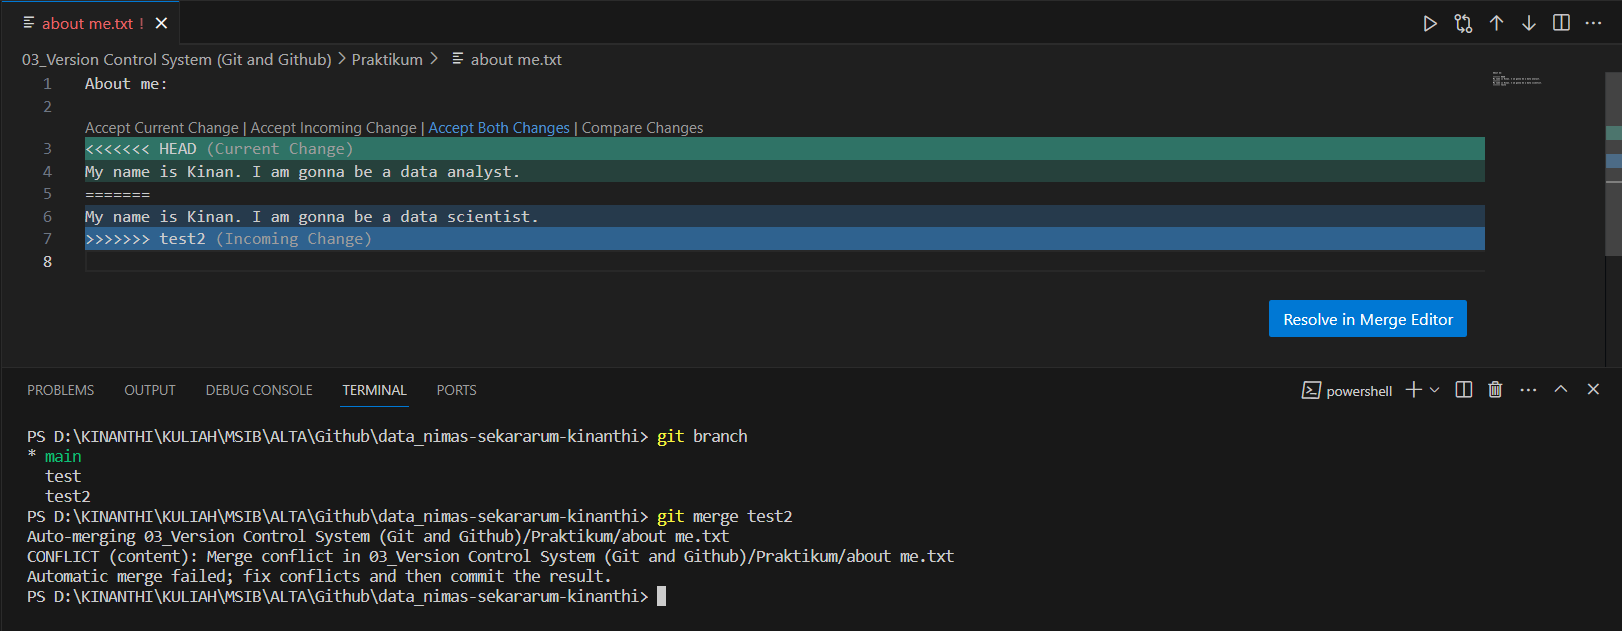 about me.txt !
03_Version Control System (Git and Github) > Praktikum > about me.txt
1 About me:
2
Accept Current Change | Accept Incoming Change | Accept Both Changes | Compare Changes
3 <<<<<<< HEAD (Current Change)
4 My name is Kinan. I am gonna be a data analyst.
5 =======
6 My name is Kinan. I am gonna be a data scientist.
7 >>>>>>> test2 (Incoming Change)
8
Resolve in Merge Editor
PROBLEMS OUTPUT DEBUG CONSOLE TERMINAL PORTS
powershell
PS D:\KINANTHI\KULIAH\MSIB\ALTA\Github\data_nimas-sekararum-kinanthi> git branch
* main
test
test2
PS D:\KINANTHI\KULIAH\MSIB\ALTA\Github\data_nimas-sekararum-kinanthi> git merge test2
Auto-merging 03_Version Control System (Git and Github)/Praktikum/about me.txt
CONFLICT (content): Merge conflict in 03_Version Control System (Git and Github)/Praktikum/about me.txt
Automatic merge failed; fix conflicts and then commit the result.
PS D:\KINANTHI\KULIAH\MSIB\ALTA\Github\data_nimas-sekararum-kinanthi>